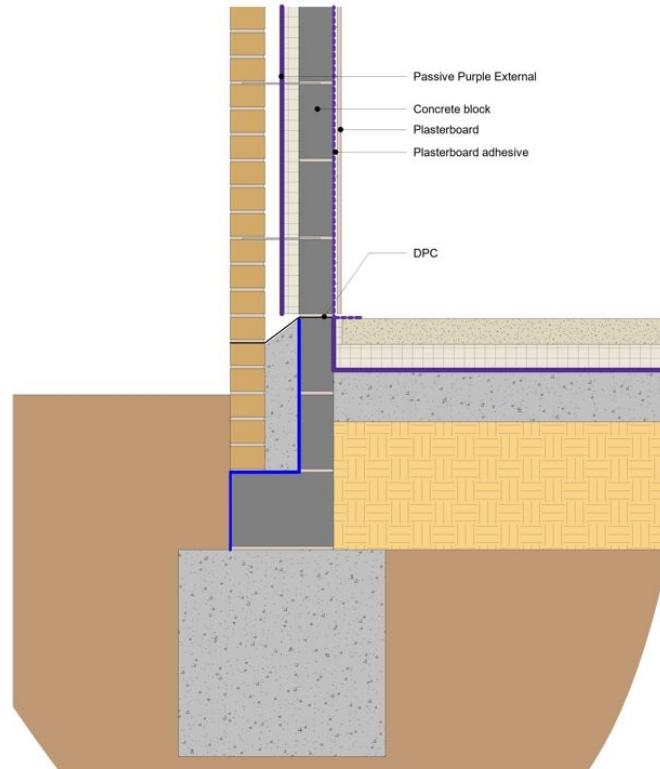 Passive Purple External
Concrete block
Plasterboard
Plasterboard adhesive
DPC